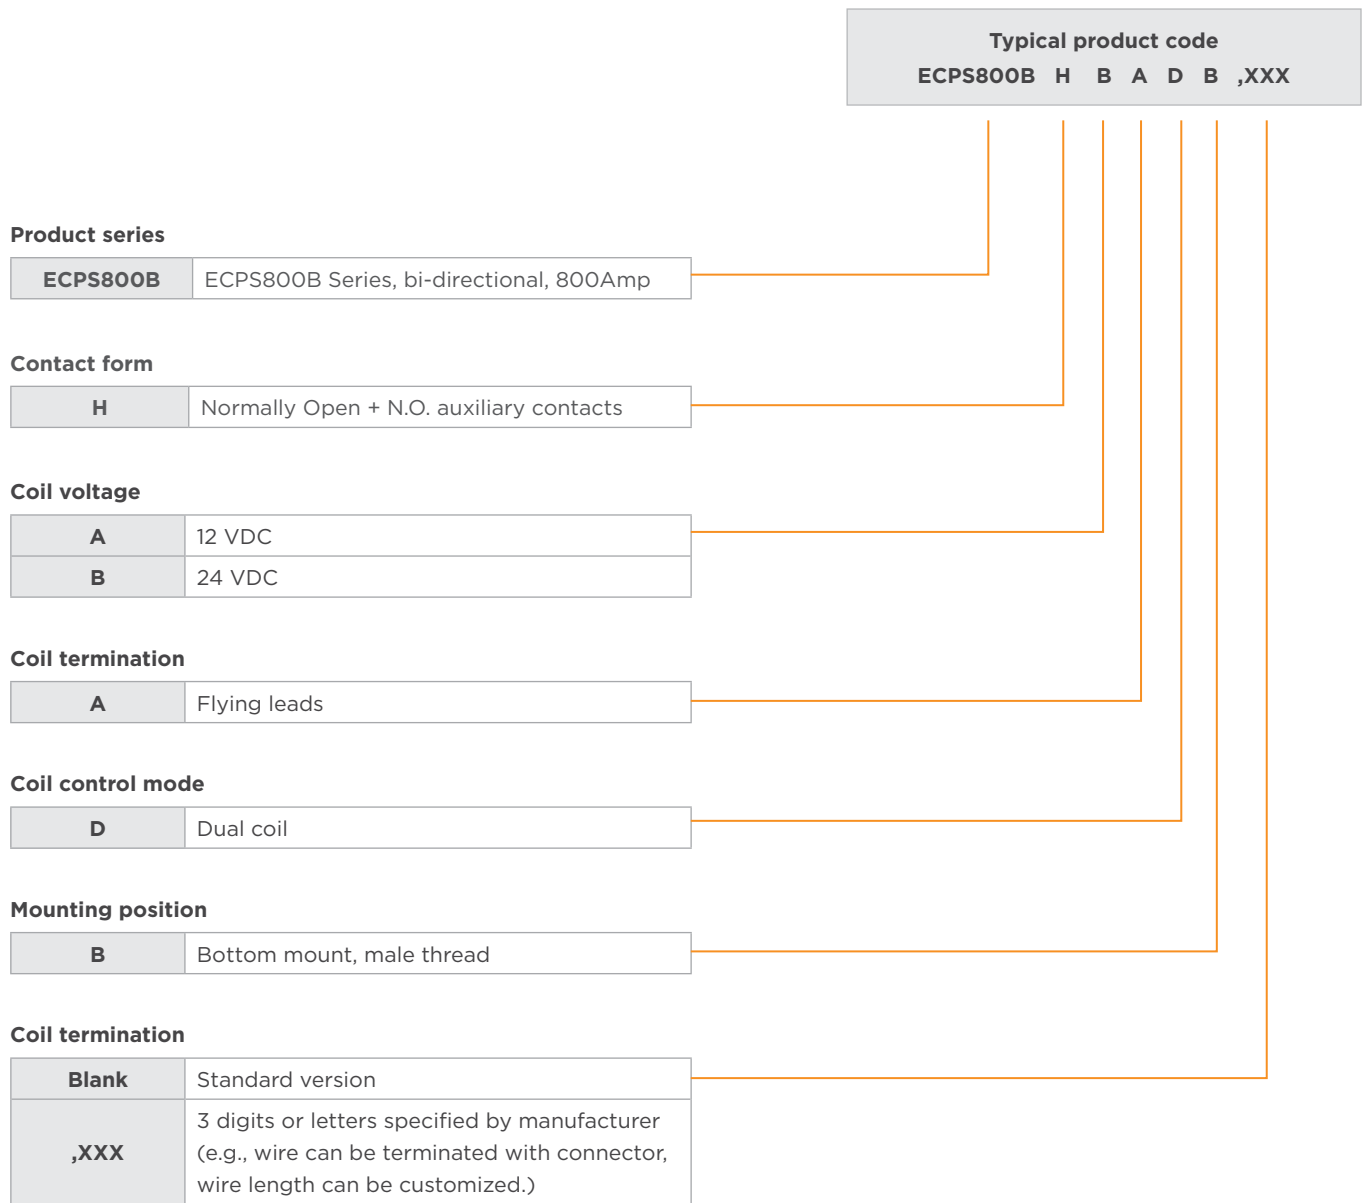 Typical product code
ECPS800B H B A D B ,XXX
Product series
ECPS800B ECPS800B Series, bi-directional, 800Amp
Contact form
H Normally Open + N.O. auxiliary contacts
Coil voltage
A 12 VDC
B 24 VDC
Coil termination
A Flying leads
Coil control mode
D Dual coil
Mounting position
B Bottom mount, male thread
Coil termination
Blank Standard version
,XXX 3 digits or letters specified by manufacturer
(e.g., wire can be terminated with connector,
wire length can be customized.)